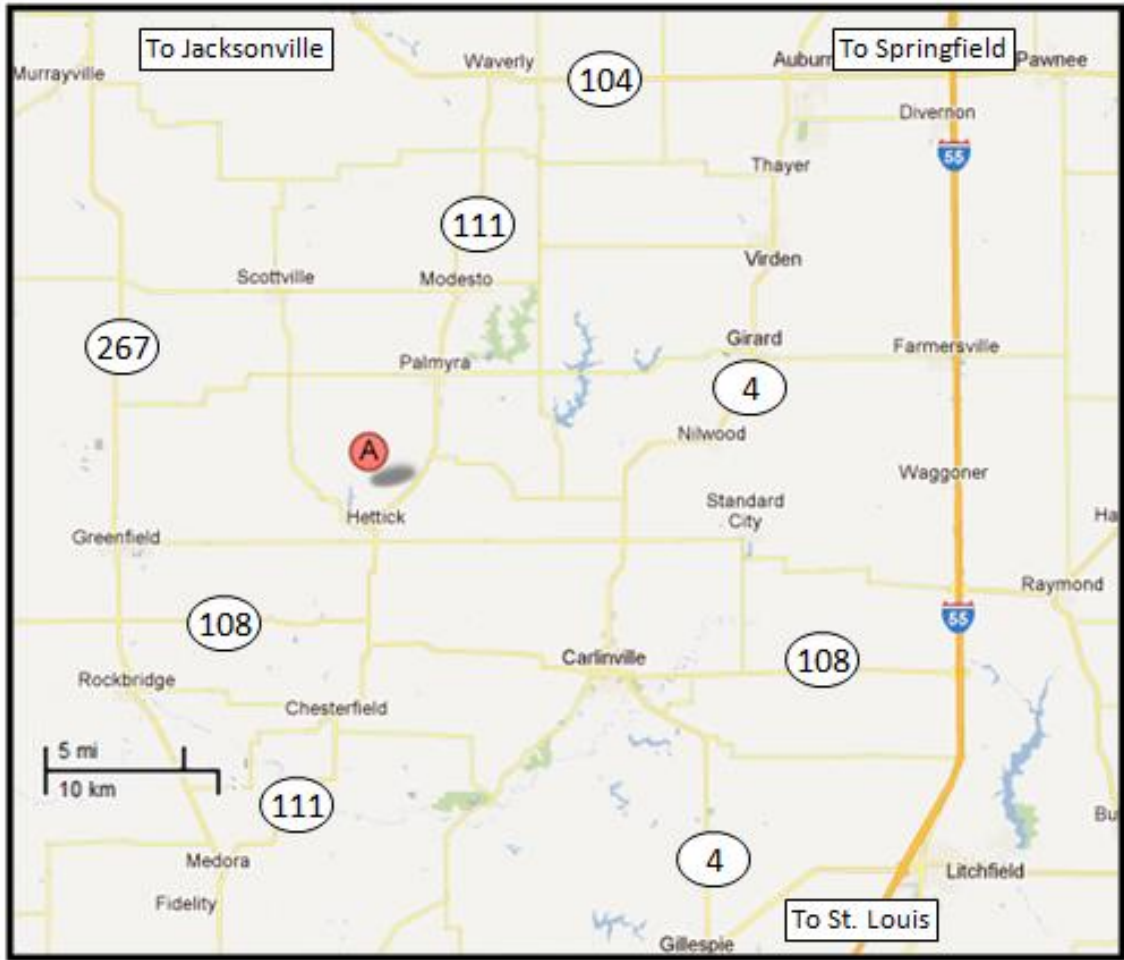 To Jacksonville
Waverly
Auburn
To Springfield
Pawnee
Murrayville
104
Divernon
55
Thayer
111
Virden
Scottville
Modesto
267
Girard
Farmersville
Palmyra
4
Nilwood
A
Waggoner
Standard
City
Hettick
Ha
Greenfield
Raymond
108
55
Carlinville
108
Rockbridge
Chesterfield
5 mi
10 km
111
Bu
Medora
4
Litchfield
Fidelity
To St. Louis
Gillespie